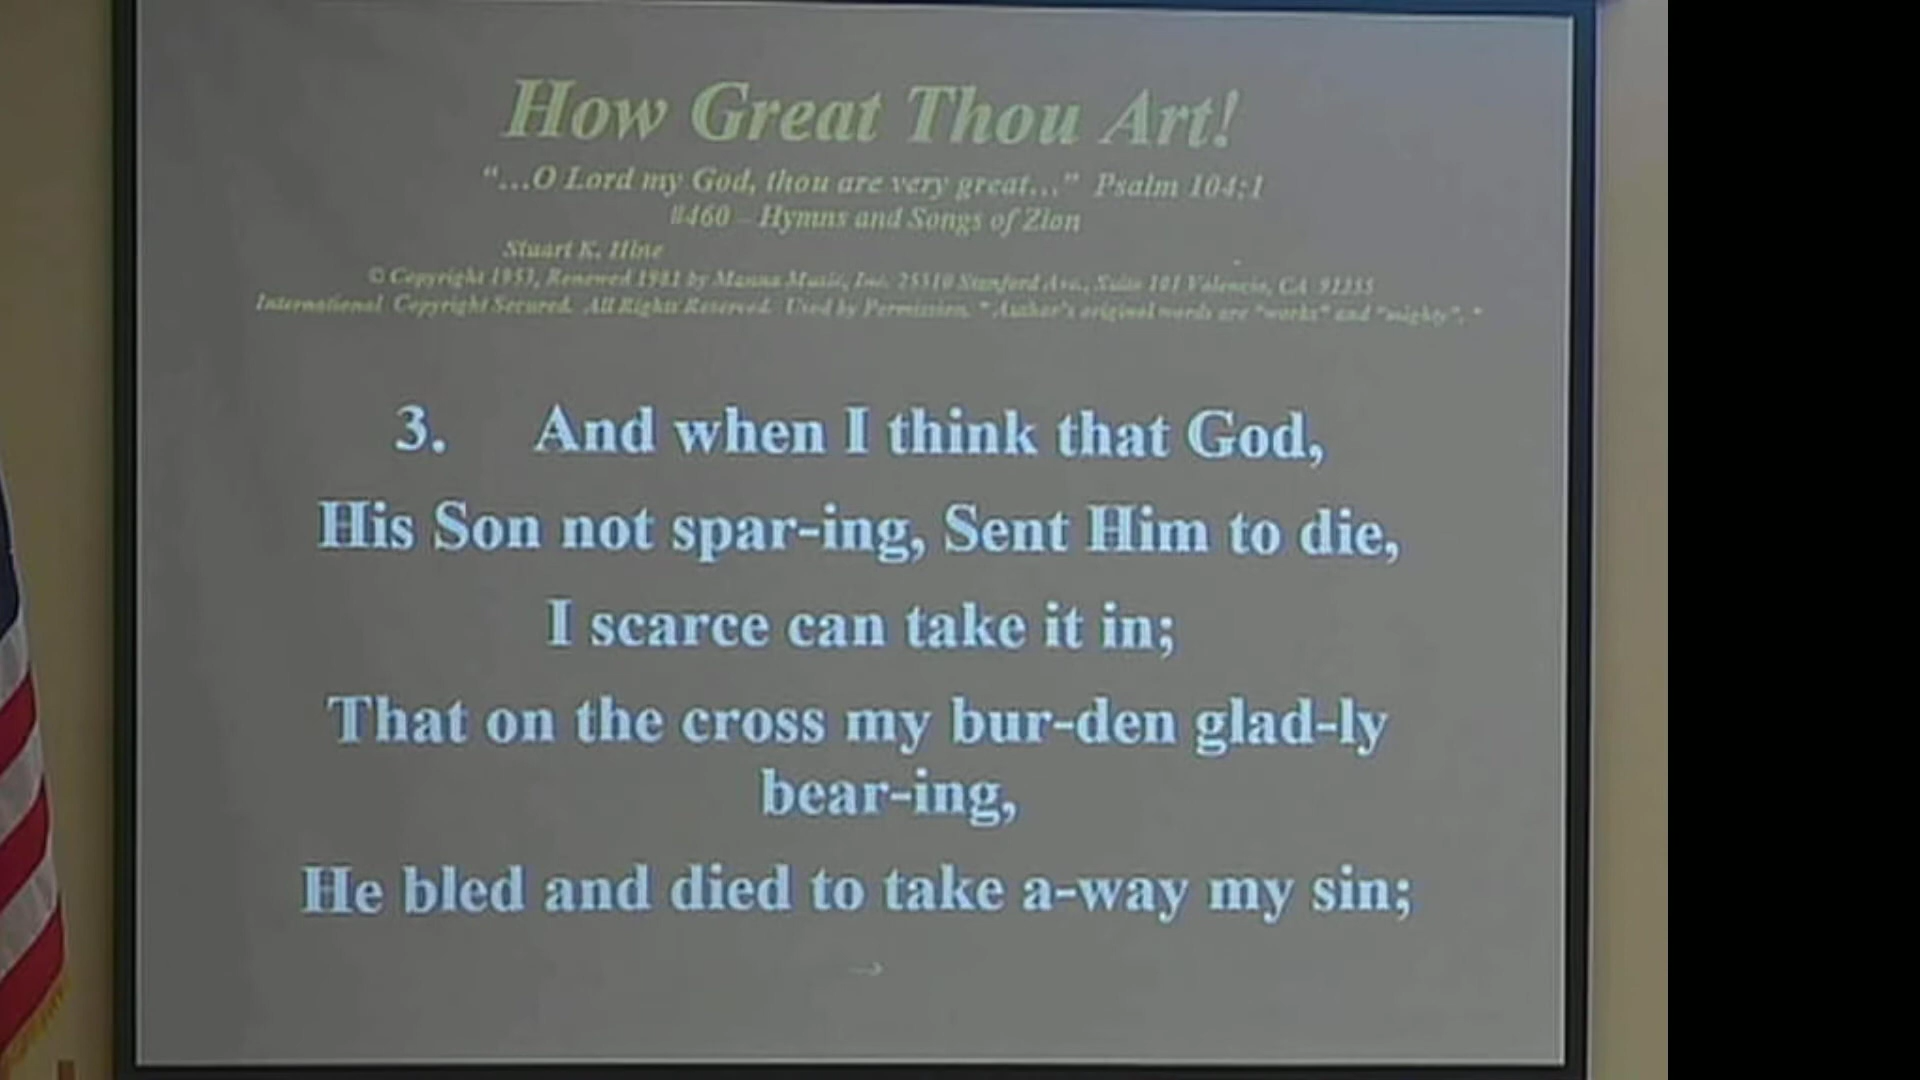 How Great Thou Art!
“...O Lord my God, thou are very great...” Psalm 104:1
#460 – Hymns and Songs of Zion
Stuart K. Hine
© Copyright 1953, Renewed 1981 by Manna Music, Inc. 25510 Stanford Ave., Suite 101 Valencia, CA 91355
International Copyright Secured. All Rights Reserved. Used by Permission. * Author's original words are "works" and "mighty". *
3. And when I think that God,
His Son not spar-ing, Sent Him to die,
I scarce can take it in;
That on the cross my bur-den glad-ly
bear-ing,
He bled and died to take a-way my sin;
-->